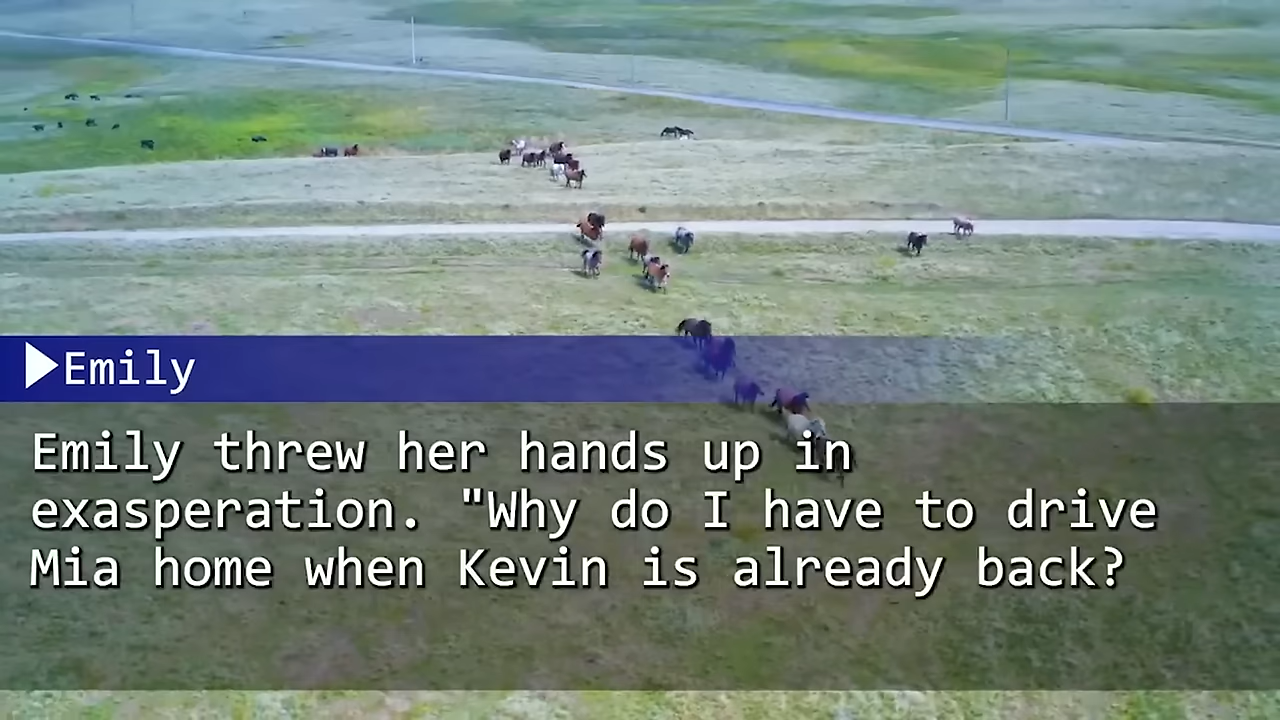 Emily
Emily threw her hands up in
exasperation. "Why do I have to drive
Mia home when Kevin is already back?